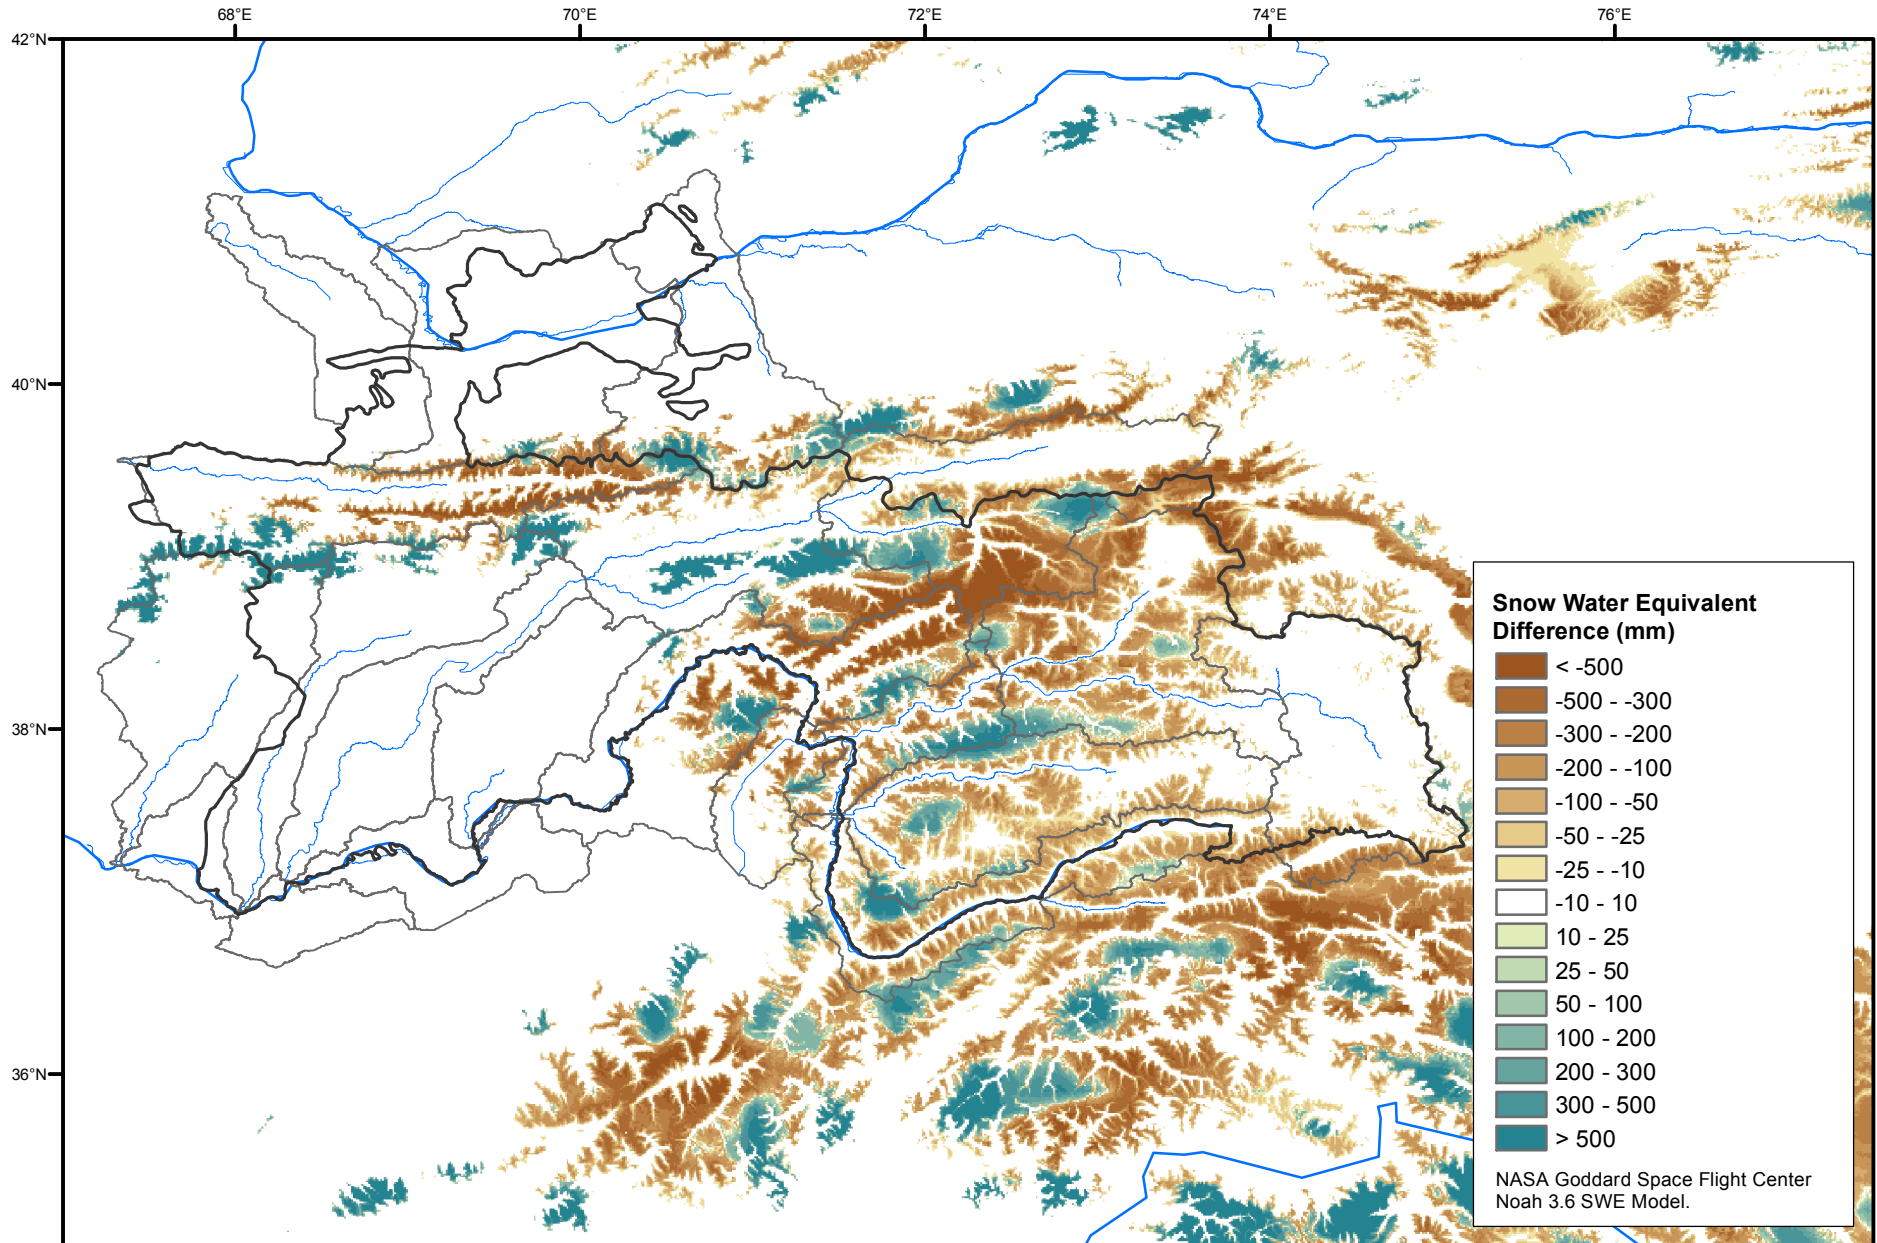 68°E 70°E 72°E 74°E 76°E
42°N
40°N
38°N
36°N
Snow Water Equivalent
Difference (mm)
< -500
-500 - -300
-300 - -200
-200 - -100
-100 - -50
-50 - -25
-25 - -10
-10 - 10
10 - 25
25 - 50
50 - 100
100 - 200
200 - 300
300 - 500
> 500
NASA Goddard Space Flight Center
Noah 3.6 SWE Model.